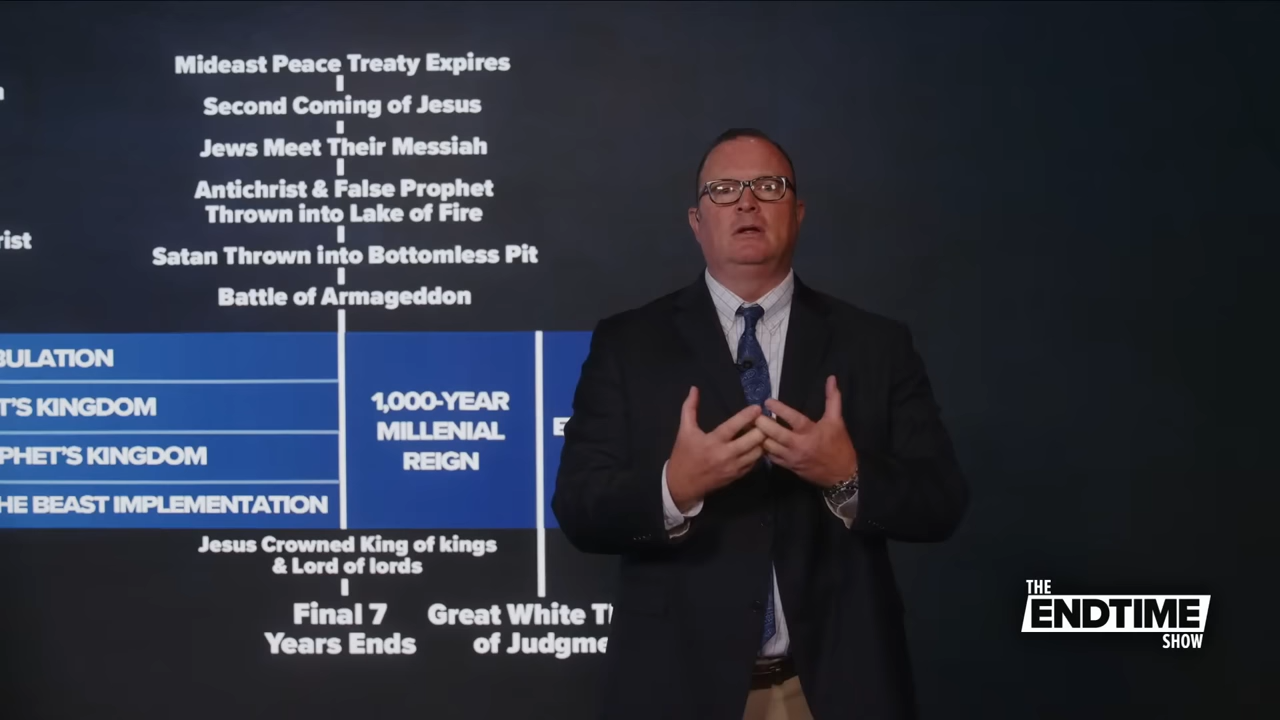 Mideast Peace Treaty Expires
Second Coming of Jesus
Jews Meet Their Messiah
Antichrist & False Prophet
Thrown into Lake of Fire
rist
Satan Thrown into Bottomless Pit
Battle of Armageddon
BULATION
T'S KINGDOM
PHET'S KINGDOM
HE BEAST IMPLEMENTATION
1,000-YEAR
MILLENIAL
REIGN
Jesus Crowned King of kings
& Lord of lords
Final 7
Years Ends
Great White T
of Judgme
THE
ENDTIME
SHOW